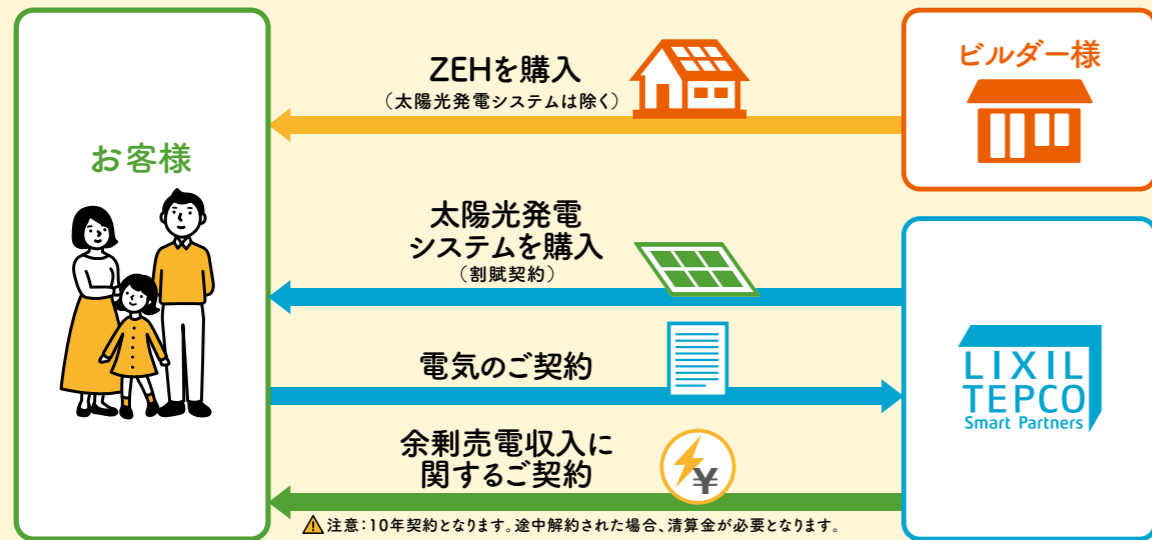 お客様
ZEHを購入
（太陽光発電システムは除く）
ビルダー様
太陽光発電
システムを購入
（割賦契約）
電気のご契約
余剰売電収入に
関するご契約
¥
LIXIL
TEPCO
Smart Partners
注意：10年契約となります。途中解約された場合、清算金が必要となります。